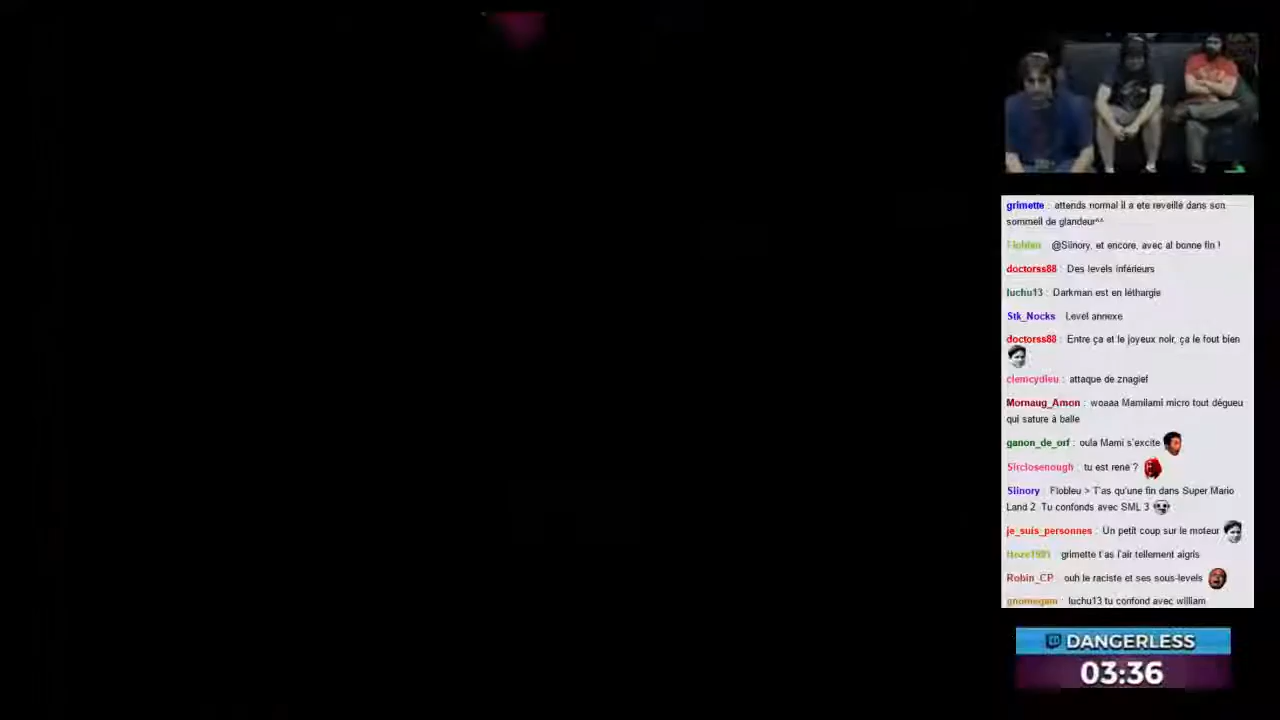 grimette : attends normal il a ete reveillé dans son
sommeil de glandeur^^
Flobleu @Siinory, et encore, avec al bonne fin !
doctorss88 : Des levels inférieurs
luchu13 : Darkman est en léthargie
Stk_Nocks Level annexe
doctorss88 : Entre ça et le joyeux noir, ça le fout bien
clemcydieu : attaque de znagief
Mornaug_Amon : woaaa Mamilami micro tout dégueu
qui sature à balle
ganon_de_orf : oula Mami s'excite
Sirclosenough : tu est rené ?
Siinory : Flobleu > T'as qu'une fin dans Super Mario
Land 2 Tu confonds avec SML 3
je_suis_personnes : Un petit coup sur le moteur
grimette t'as l'air tellement aigris
Robin_CP ouh le raciste et ses sous-levels
luchu13 tu confond avec william
DANGERLESS
03:36